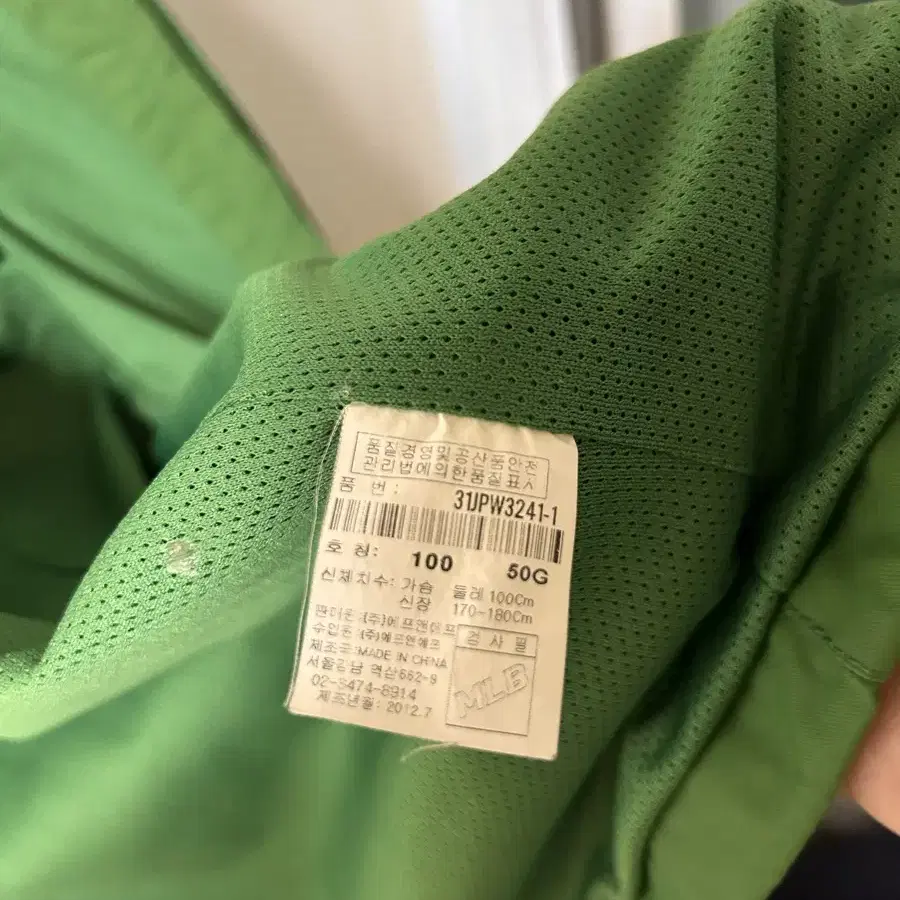 품질경영및공산품안전
관리법에의한품질표시
품 번: 31JPW3241-1
호 칭: 100 50G
신체치수: 가슴 둘레 100Cm
신장 170-180Cm
판매원:(주)에프앤에프
수입원:(주)에프앤에프
제조국:MADE IN CHINA
서울강남 역삼662-9
02-3474-8914
제조년월: 2012.7
검사필
MLB